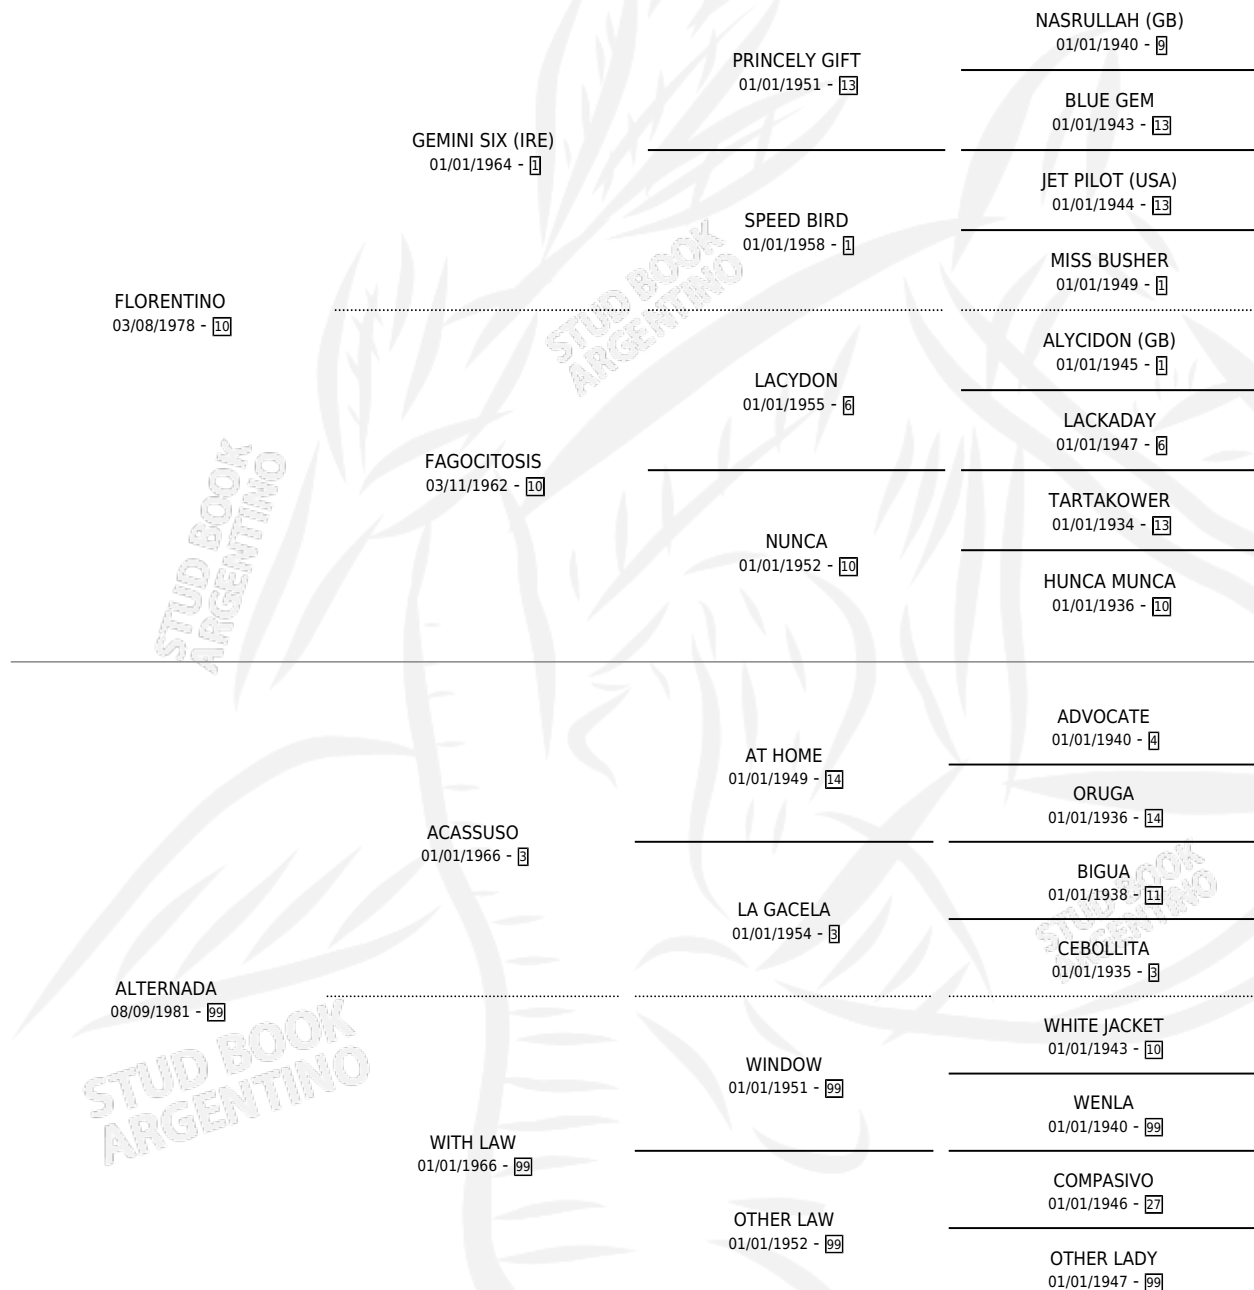 NASRULLAH (GB)
01/01/1940 - 9
PRINCELY GIFT
01/01/1951 - 13
BLUE GEM
01/01/1943 - 13
GEMINI SIX (IRE)
01/01/1964 - 1
JET PILOT (USA)
01/01/1944 - 13
SPEED BIRD
01/01/1958 - 1
MISS BUSHER
01/01/1949 - 1
FLORENTINO
03/08/1978 - 10
ALYCIDON (GB)
01/01/1945 - 1
LACYDON
01/01/1955 - 6
LACKADAY
01/01/1947 - 6
FAGOCITOSIS
03/11/1962 - 10
TARTAKOWER
01/01/1934 - 13
NUNCA
01/01/1952 - 10
HUNCA MUNCA
01/01/1936 - 10
ADVOCATE
01/01/1940 - 4
AT HOME
01/01/1949 - 14
ORUGA
01/01/1936 - 14
ACASSUSO
01/01/1966 - 3
BIGUA
01/01/1938 - 11
LA GACELA
01/01/1954 - 3
CEBOLLITA
01/01/1935 - 3
ALTERNADA
08/09/1981 - 99
WHITE JACKET
01/01/1943 - 10
WINDOW
01/01/1951 - 99
WENLA
01/01/1940 - 99
WITH LAW
01/01/1966 - 99
COMPASIVO
01/01/1946 - 27
OTHER LAW
01/01/1952 - 99
OTHER LADY
01/01/1947 - 99
STUD BOOK
ARGENTINO
STUD BOOK
ARGENTINO
STUD BOOK
ARGENTINO
STUD BOOK
ARGENTINO